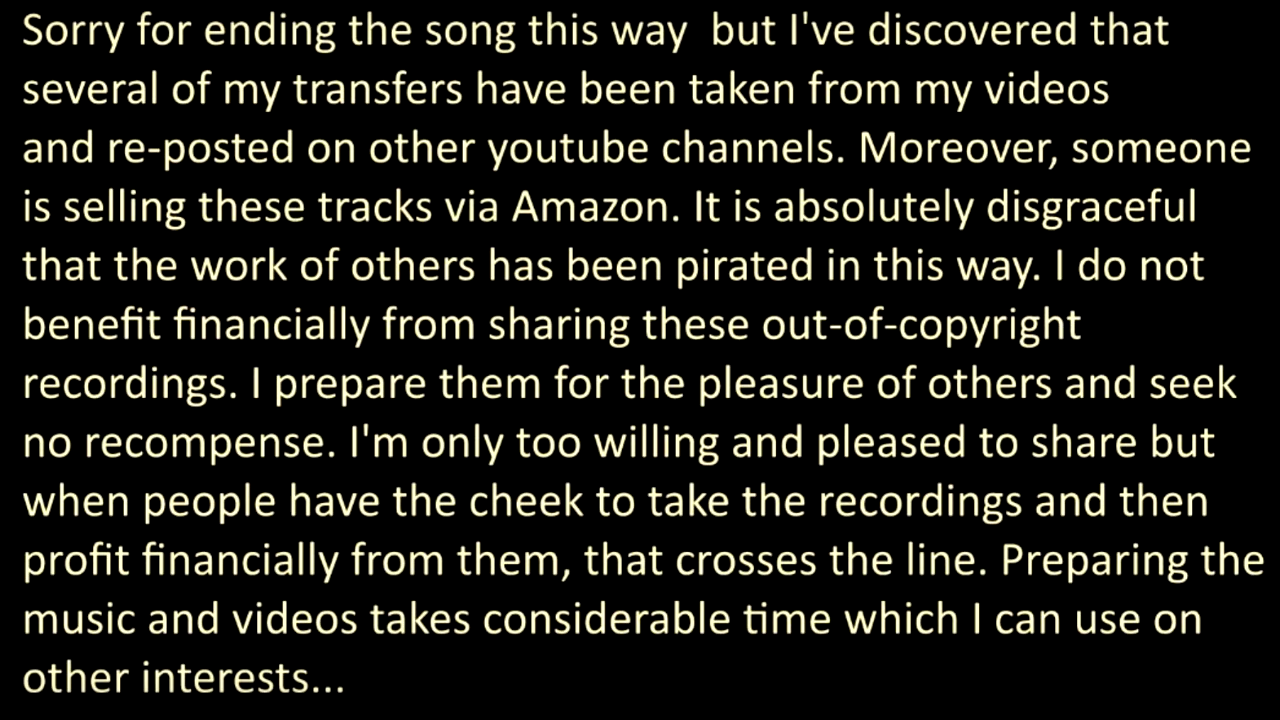 Sorry for ending the song this way  but I've discovered that
several of my transfers have been taken from my videos
and re-posted on other youtube channels. Moreover, someone
is selling these tracks via Amazon. It is absolutely disgraceful
that the work of others has been pirated in this way. I do not
benefit financially from sharing these out-of-copyright
recordings. I prepare them for the pleasure of others and seek
no recompense. I'm only too willing and pleased to share but
when people have the cheek to take the recordings and then
profit financially from them, that crosses the line. Preparing the
music and videos takes considerable time which I can use on
other interests...